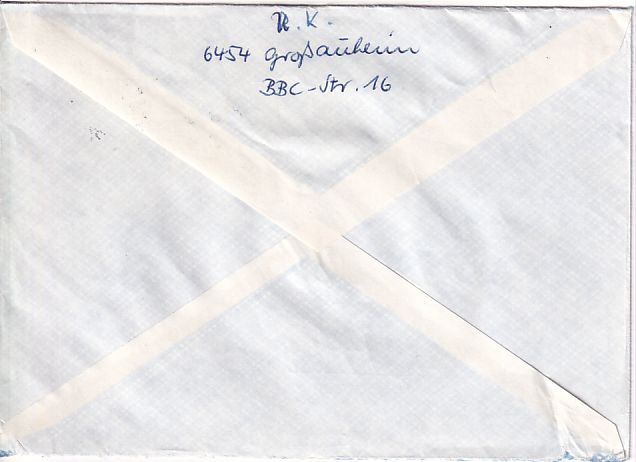 R. K.
6454 Großauheim
BBC-Str. 16